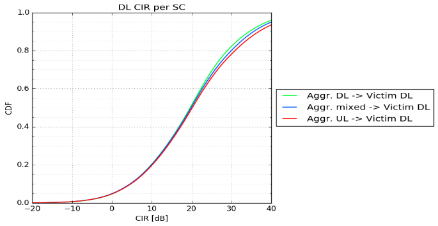 DL CIR per SC
1.0
0.8
0.6
0.4
0.2
0.0
CDF
−20
−10
0
10
20
30
40
CIR [dB]
Aggr. DL -> Victim DL
Aggr. mixed -> Victim DL
Aggr. UL -> Victim DL